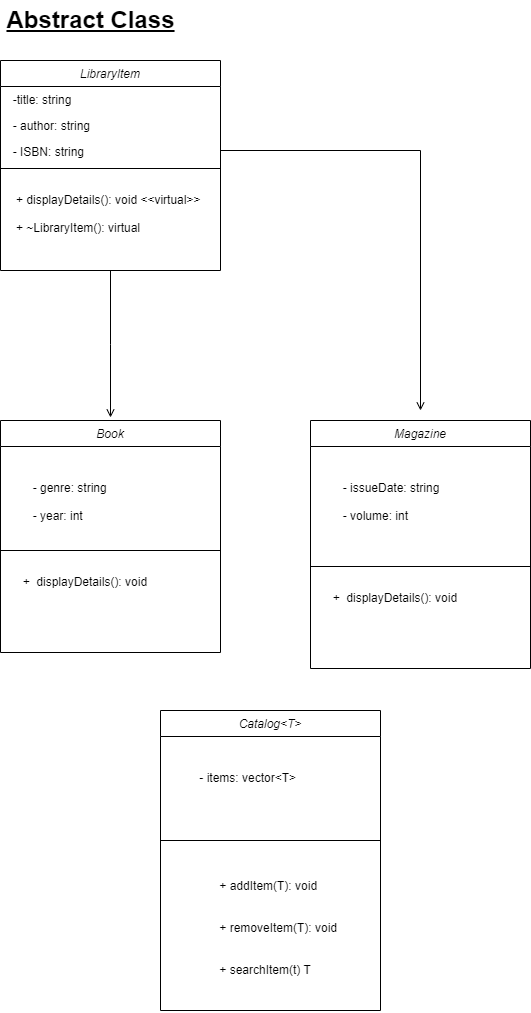 Abstract Class
LibraryItem
-title: string
- author: string
- ISBN: string
+ displayDetails(): void <<virtual>>
+ ~LibraryItem(): virtual
Book
- genre: string
- year: int
+ displayDetails(): void
Magazine
- issueDate: string
- volume: int
+ displayDetails(): void
Catalog<T>
- items: vector<T>
+ addItem(T): void
+ removeItem(T): void
+ searchItem(t) T